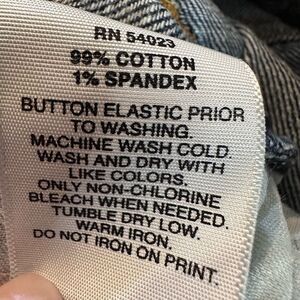 RN 54023
99% COTTON
1% SPANDEX
BUTTON ELASTIC PRIOR
TO WASHING.
MACHINE WASH COLD.
WASH AND DRY WITH
LIKE COLORS.
ONLY NON-CHLORINE
BLEACH WHEN NEEDED.
TUMBLE DRY LOW.
WARM IRON.
DO NOT IRON ON PRINT.